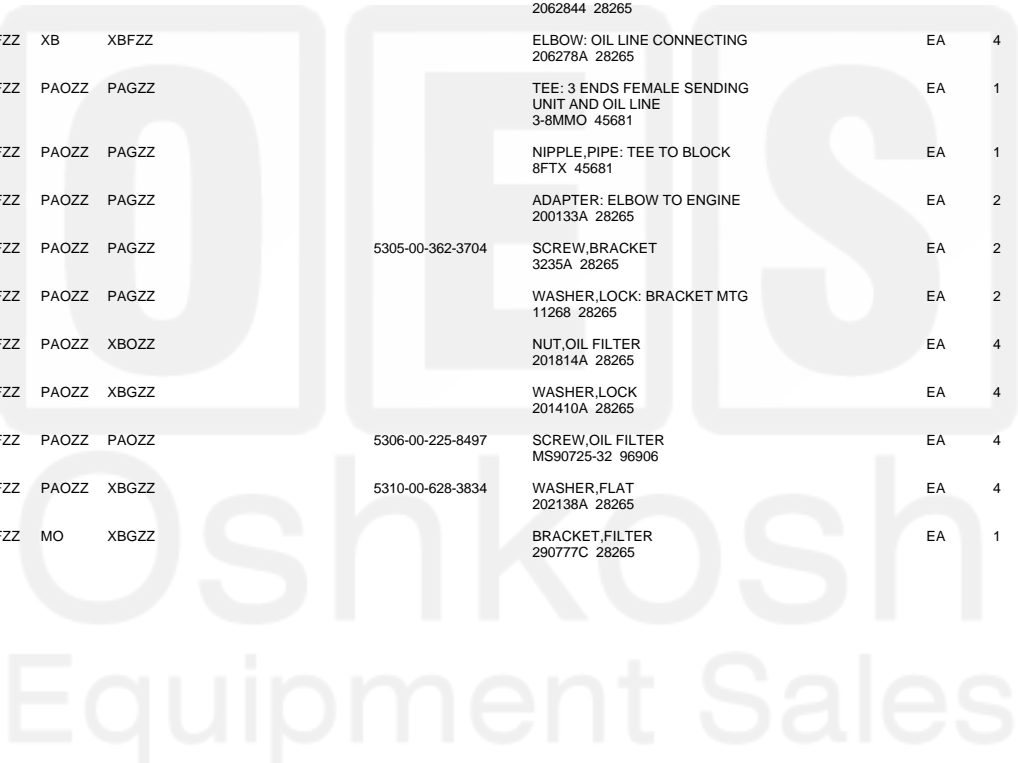 2062844 28265
FZZ XB XBFZZ ELBOW: OIL LINE CONNECTING EA 4
206278A 28265
FZZ PAOZZ PAGZZ TEE: 3 ENDS FEMALE SENDING EA 1
UNIT AND OIL LINE
3-8MMO 45681
FZZ PAOZZ PAGZZ NIPPLE,PIPE: TEE TO BLOCK EA 1
8FTX 45681
FZZ PAOZZ PAGZZ ADAPTER: ELBOW TO ENGINE EA 2
200133A 28265
FZZ PAOZZ PAGZZ 5305-00-362-3704 SCREW,BRACKET EA 2
3235A 28265
FZZ PAOZZ PAGZZ WASHER,LOCK: BRACKET MTG EA 2
11268 28265
FZZ PAOZZ XBOZZ NUT,OIL FILTER EA 4
201814A 28265
FZZ PAOZZ XBGZZ WASHER,LOCK EA 4
201410A 28265
FZZ PAOZZ PAOZZ 5306-00-225-8497 SCREW,OIL FILTER EA 4
MS90725-32 96906
FZZ PAOZZ XBGZZ 5310-00-628-3834 WASHER,FLAT EA 4
202138A 28265
FZZ MO XBGZZ BRACKET,FILTER EA 1
290777C 28265
OES
Oshkosh
Equipment Sales